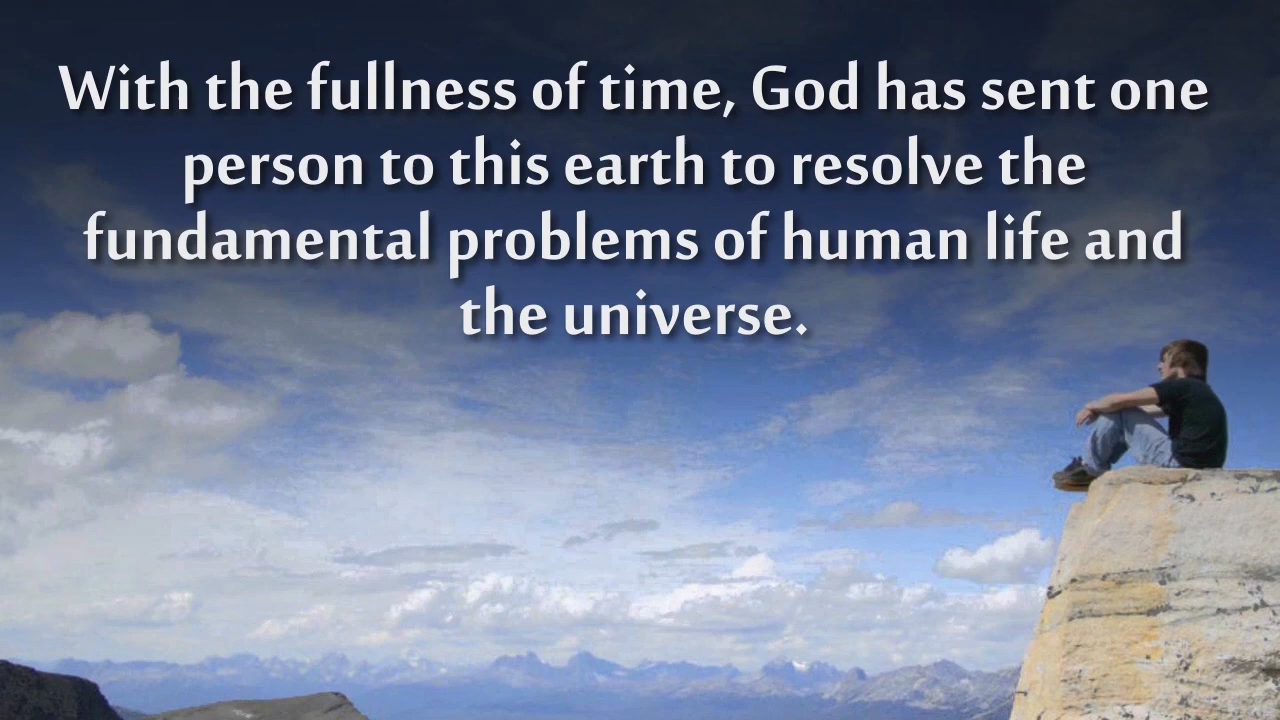 With the fullness of time, God has sent one
person to this earth to resolve the
fundamental problems of human life and
the universe.